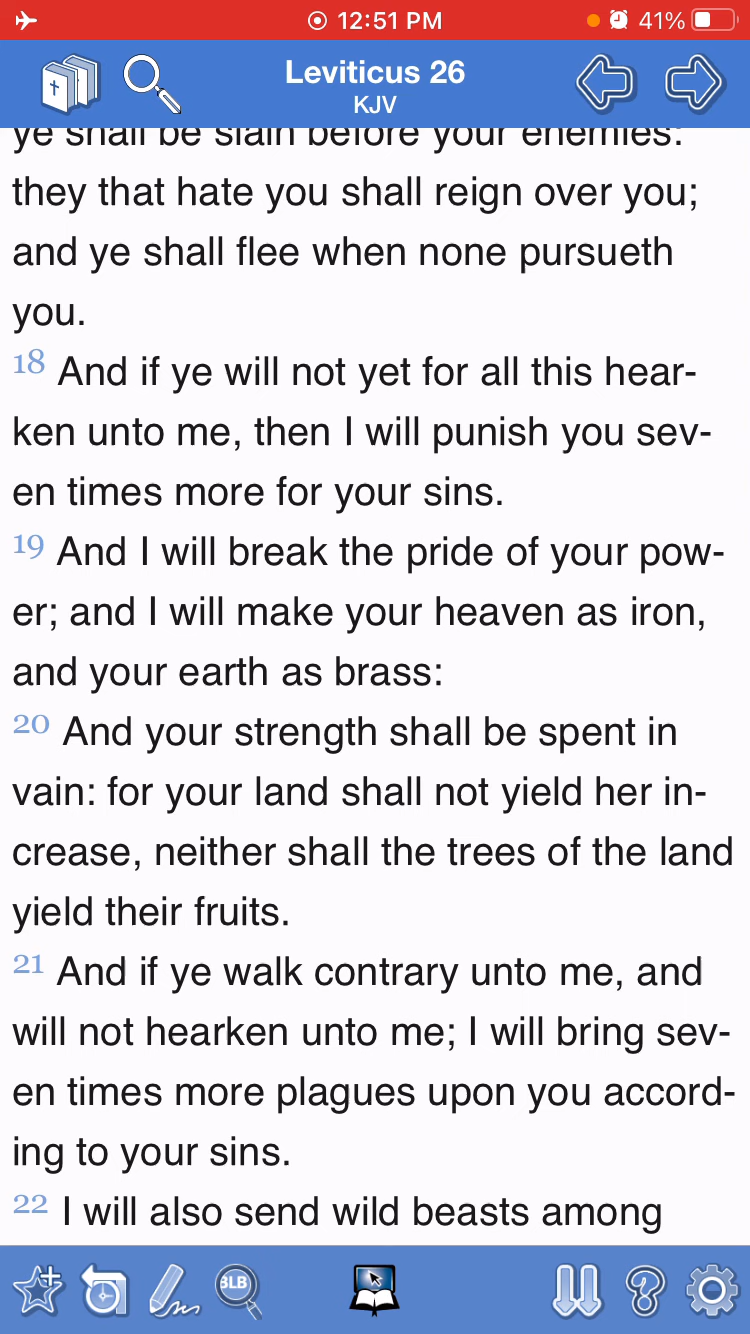 12:51 PM
41%
Leviticus 26
KJV
ye shall be slain before your enemies:
they that hate you shall reign over you;
and ye shall flee when none pursueth
you.
18 And if ye will not yet for all this hear-
ken unto me, then I will punish you sev-
en times more for your sins.
19 And I will break the pride of your pow-
er; and I will make your heaven as iron,
and your earth as brass:
20 And your strength shall be spent in
vain: for your land shall not yield her in-
crease, neither shall the trees of the land
yield their fruits.
21 And if ye walk contrary unto me, and
will not hearken unto me; I will bring sev-
en times more plagues upon you accord-
ing to your sins.
22 I will also send wild beasts among
BLB